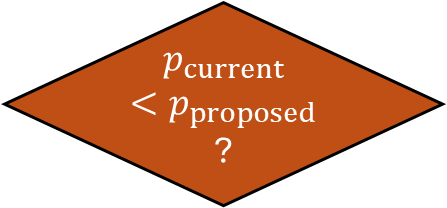 p_current
< p_proposed
?